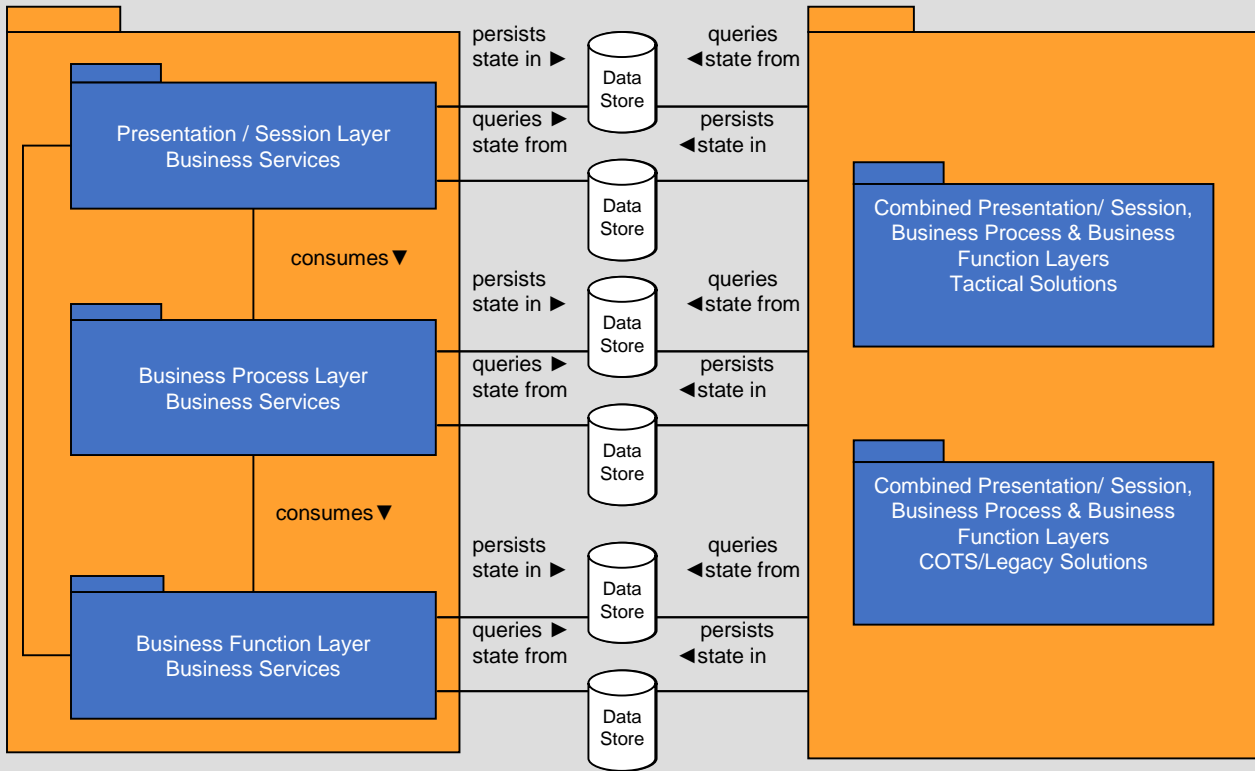 persists
state in ►
Data
Store
queries
◄state from
Presentation / Session Layer
Business Services
queries ►
state from
persists
◄state in
Data
Store
consumes▼
Combined Presentation/ Session,
Business Process & Business
Function Layers
Tactical Solutions
persists
state in ►
Data
Store
queries
◄state from
Business Process Layer
Business Services
queries ►
state from
persists
◄state in
Data
Store
consumes▼
Combined Presentation/ Session,
Business Process & Business
Function Layers
COTS/Legacy Solutions
persists
state in ►
Data
Store
queries
◄state from
Business Function Layer
Business Services
queries ►
state from
persists
◄state in
Data
Store